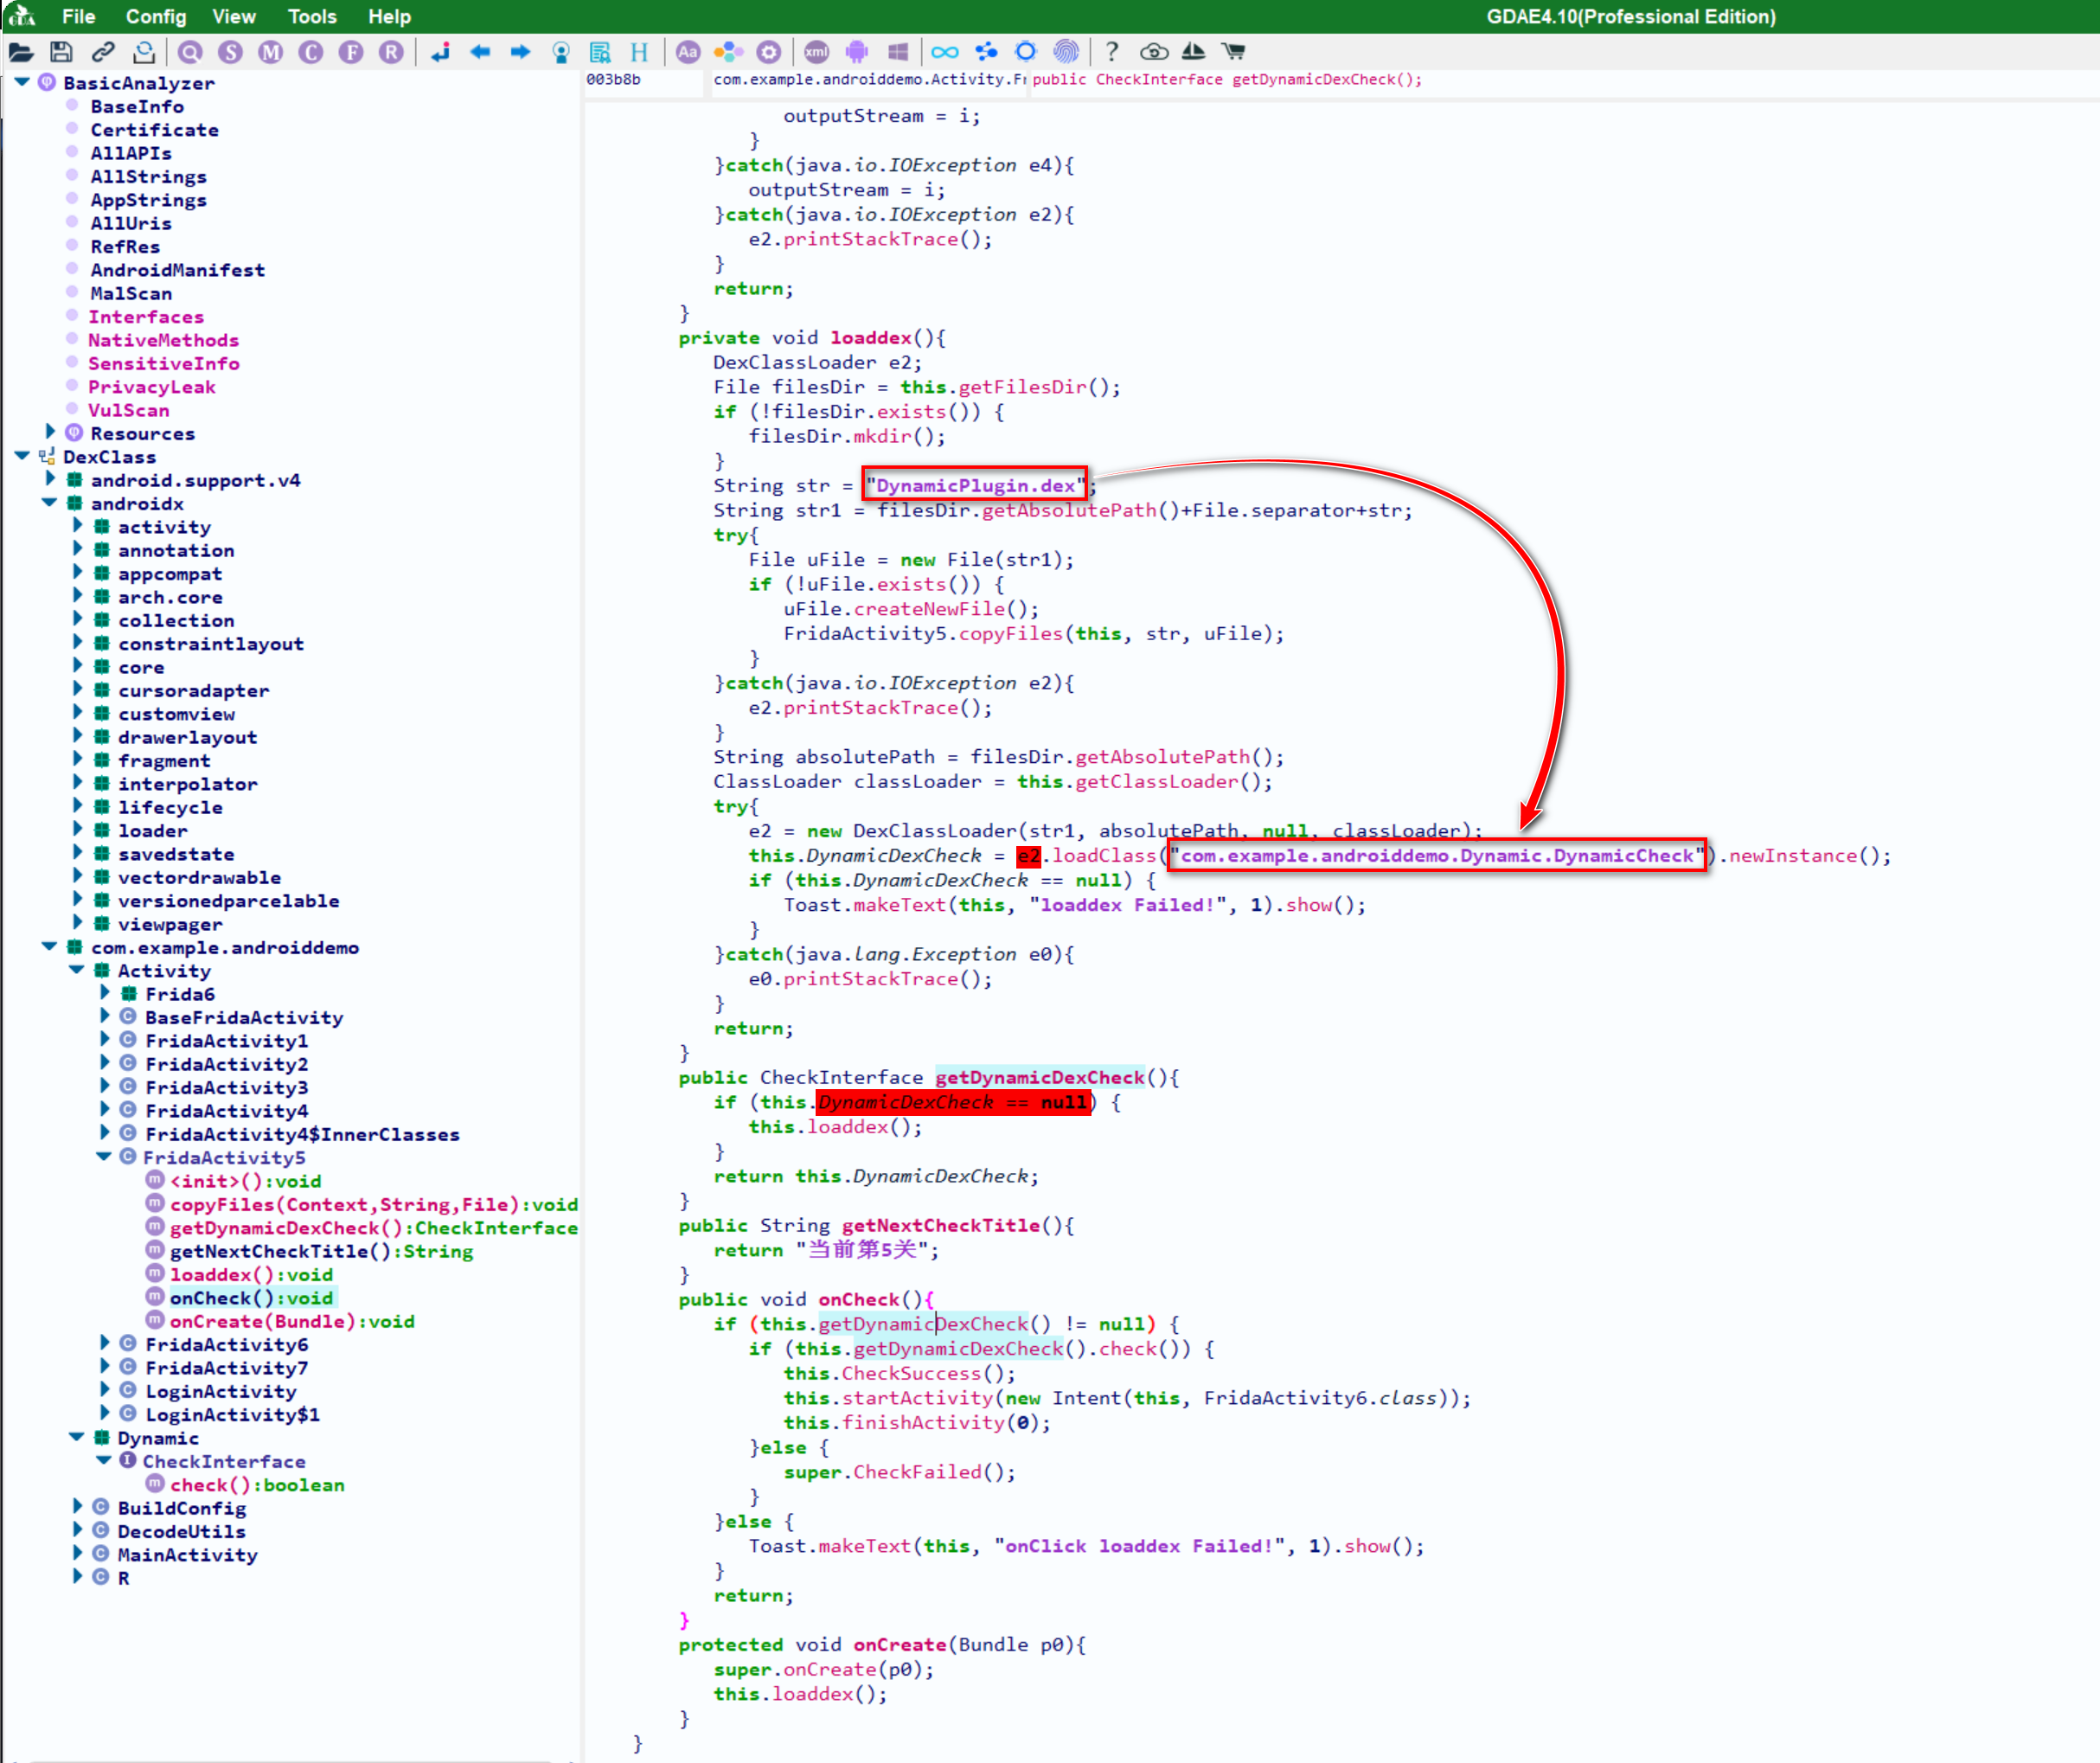 GDA File Config View Tools Help GDAE4.10(Professional Edition)
Q S M C F R H Aa xml ?
BasicAnalyzer
BaseInfo
Certificate
AllAPIs
AllStrings
AppStrings
AllUris
RefRes
AndroidManifest
MalScan
Interfaces
NativeMethods
SensitiveInfo
PrivacyLeak
VulScan
Resources
DexClass
android.support.v4
androidx
activity
annotation
appcompat
arch.core
collection
constraintlayout
core
cursoradapter
customview
drawerlayout
fragment
interpolator
lifecycle
loader
savedstate
vectordrawable
versionedparcelable
viewpager
com.example.androiddemo
Activity
Frida6
BaseFridaActivity
FridaActivity1
FridaActivity2
FridaActivity3
FridaActivity4
FridaActivity4$InnerClasses
FridaActivity5
<init>():void
copyFiles(Context,String,File):void
getDynamicDexCheck():CheckInterface
getNextCheckTitle():String
loaddex():void
onCheck():void
onCreate(Bundle):void
FridaActivity6
FridaActivity7
LoginActivity
LoginActivity$1
Dynamic
CheckInterface
check():boolean
BuildConfig
DecodeUtils
MainActivity
R
003b8b com.example.androiddemo.Activity.Fr public CheckInterface getDynamicDexCheck();
outputStream = i;
}
}catch(java.io.IOException e4){
outputStream = i;
}catch(java.io.IOException e2){
e2.printStackTrace();
}
return;
}
private void loaddex(){
DexClassLoader e2;
File filesDir = this.getFilesDir();
if (!filesDir.exists()) {
filesDir.mkdir();
}
String str = "DynamicPlugin.dex";
String str1 = filesDir.getAbsolutePath()+File.separator+str;
try{
File uFile = new File(str1);
if (!uFile.exists()) {
uFile.createNewFile();
FridaActivity5.copyFiles(this, str, uFile);
}
}catch(java.io.IOException e2){
e2.printStackTrace();
}
String absolutePath = filesDir.getAbsolutePath();
ClassLoader classLoader = this.getClassLoader();
try{
e2 = new DexClassLoader(str1, absolutePath, null, classLoader);
this.DynamicDexCheck = e2.loadClass("com.example.androiddemo.Dynamic.DynamicCheck").newInstance();
if (this.DynamicDexCheck == null) {
Toast.makeText(this, "loaddex Failed!", 1).show();
}
}catch(java.lang.Exception e0){
e0.printStackTrace();
}
return;
}
public CheckInterface getDynamicDexCheck(){
if (this.DynamicDexCheck == null) {
this.loaddex();
}
return this.DynamicDexCheck;
}
public String getNextCheckTitle(){
return "当前第5关";
}
public void onCheck(){
if (this.getDynamicDexCheck() != null) {
if (this.getDynamicDexCheck().check()) {
this.CheckSuccess();
this.startActivity(new Intent(this, FridaActivity6.class));
this.finishActivity(0);
}else {
super.CheckFailed();
}
}else {
Toast.makeText(this, "onClick loaddex Failed!", 1).show();
}
return;
}
protected void onCreate(Bundle p0){
super.onCreate(p0);
this.loaddex();
}
}